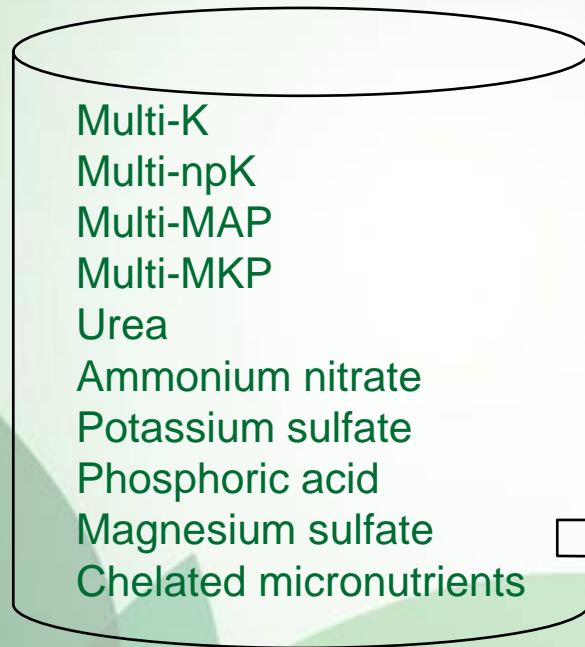 Multi-K
Multi-npK
Multi-MAP
Multi-MKP
Urea
Ammonium nitrate
Potassium sulfate
Phosphoric acid
Magnesium sulfate
Chelated micronutrients